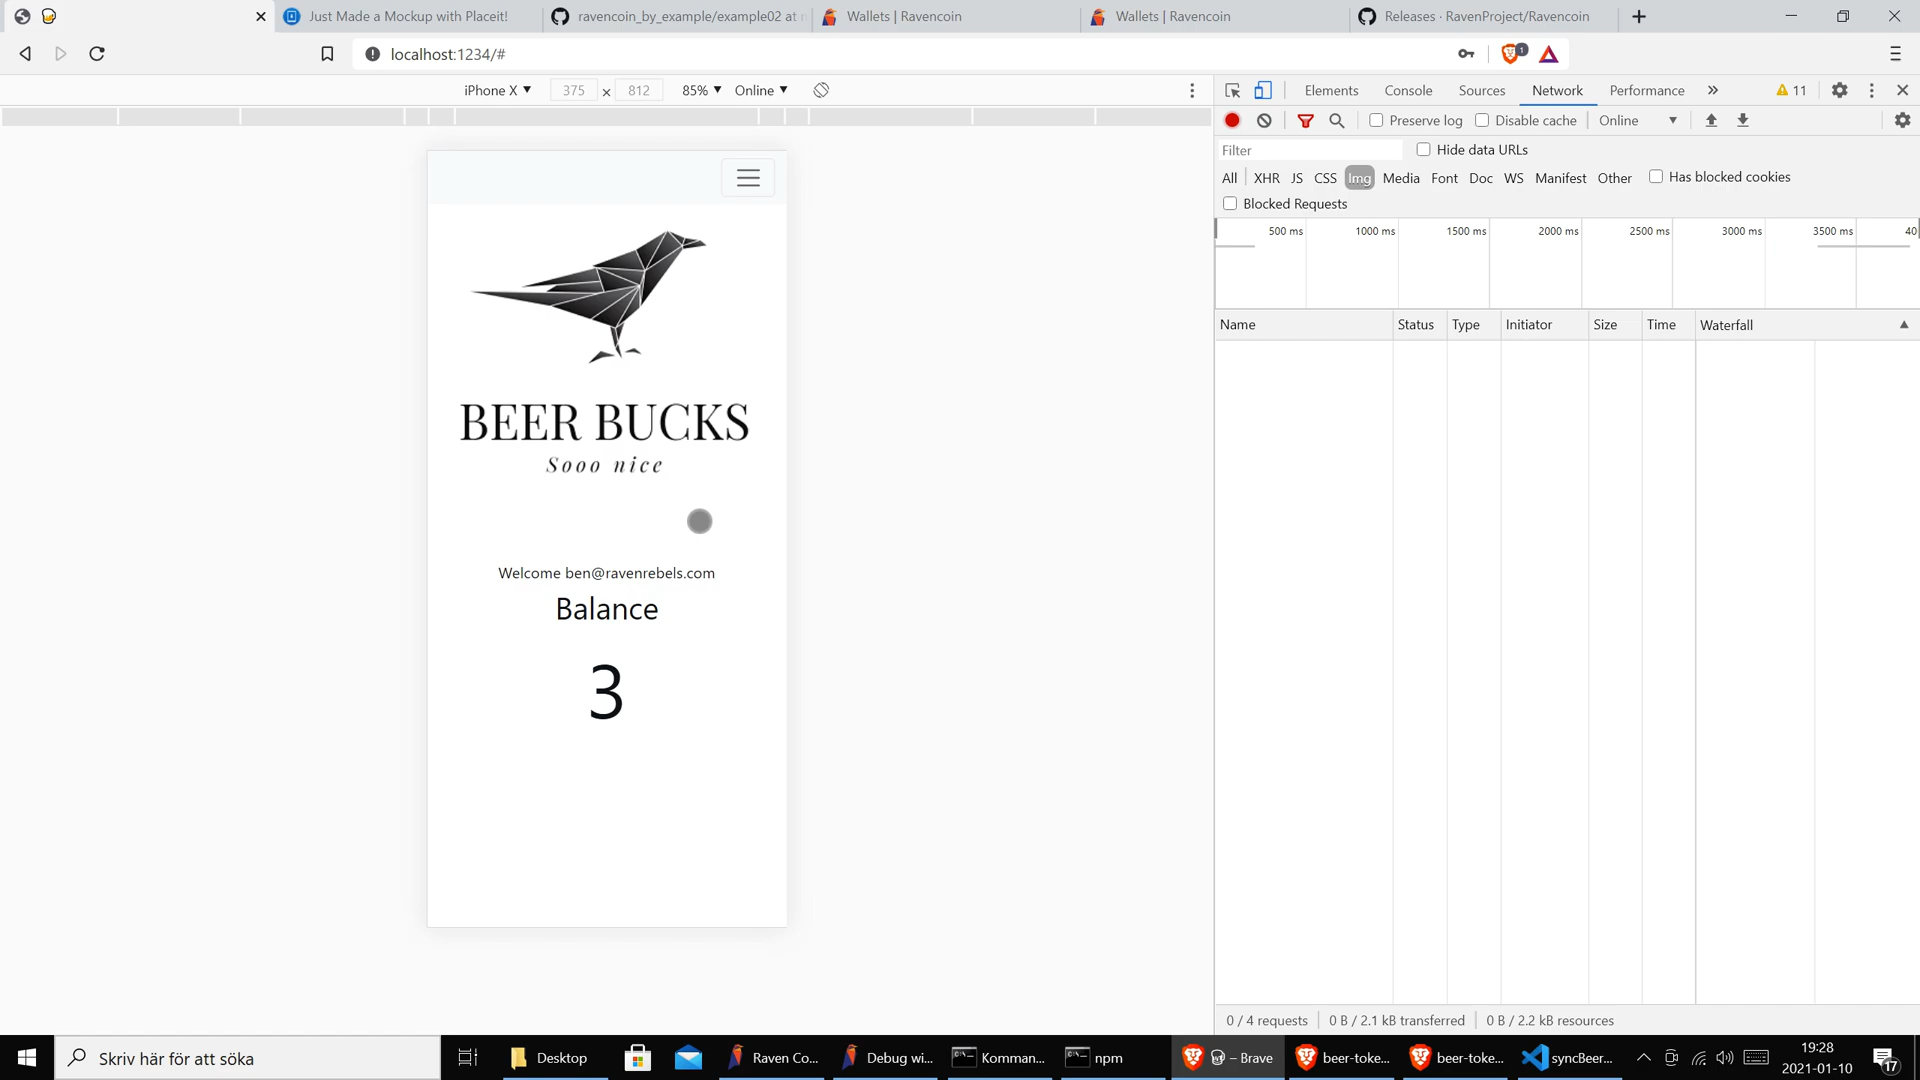 Just Made a Mockup with Placeit!
ravencoin_by_example/example02 at
Wallets | Ravencoin
Wallets | Ravencoin
Releases · RavenProject/Ravencoin
localhost:1234/#
1
iPhone X 375 x 812 85% Online
Elements Console Sources Network Performance » 11
Preserve log Disable cache Online
Filter Hide data URLs
All XHR JS CSS Img Media Font Doc WS Manifest Other Has blocked cookies
Blocked Requests
500 ms 1000 ms 1500 ms 2000 ms 2500 ms 3000 ms 3500 ms 40
Name Status Type Initiator Size Time Waterfall
BEER BUCKS
Sooo nice
Welcome ben@ravenrebels.com
Balance
3
0 / 4 requests 0 B / 2.1 kB transferred 0 B / 2.2 kB resources
Skriv här för att söka
Desktop
Raven Co...
Debug wi...
Komman...
npm
– Brave
beer-toke...
beer-toke...
syncBeer...
19:28
2021-01-10
17